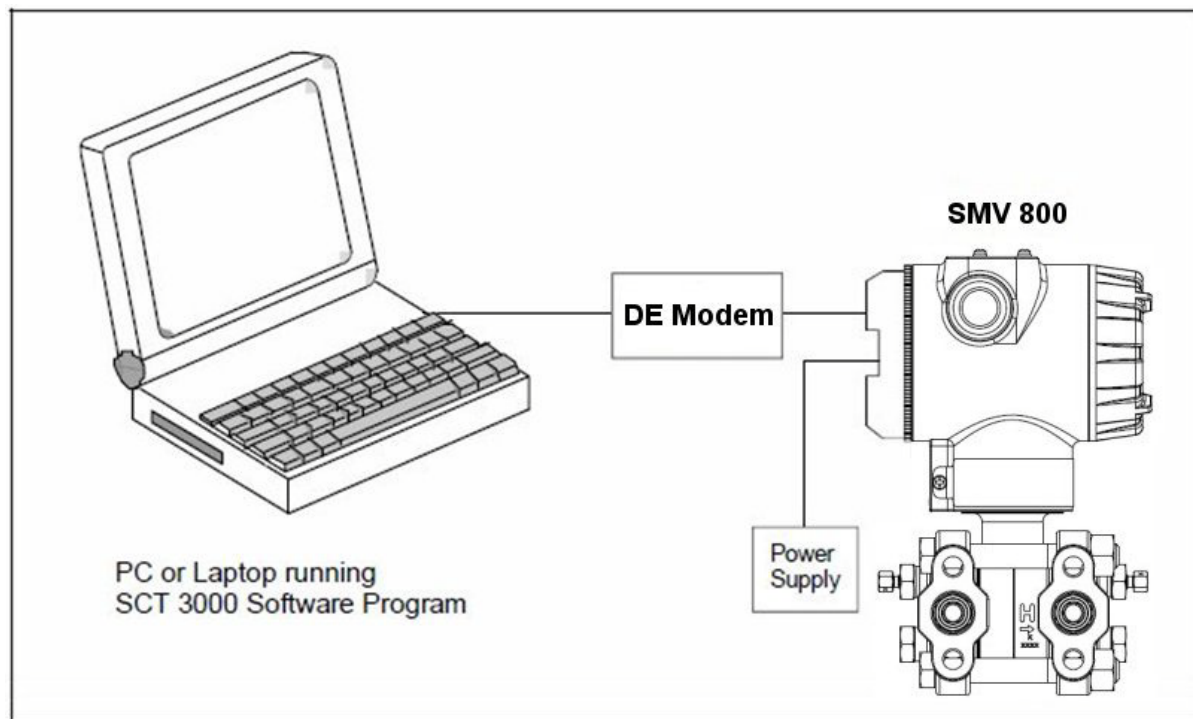 SMV 800
DE Modem
Power
Supply
PC or Laptop running
SCT 3000 Software Program